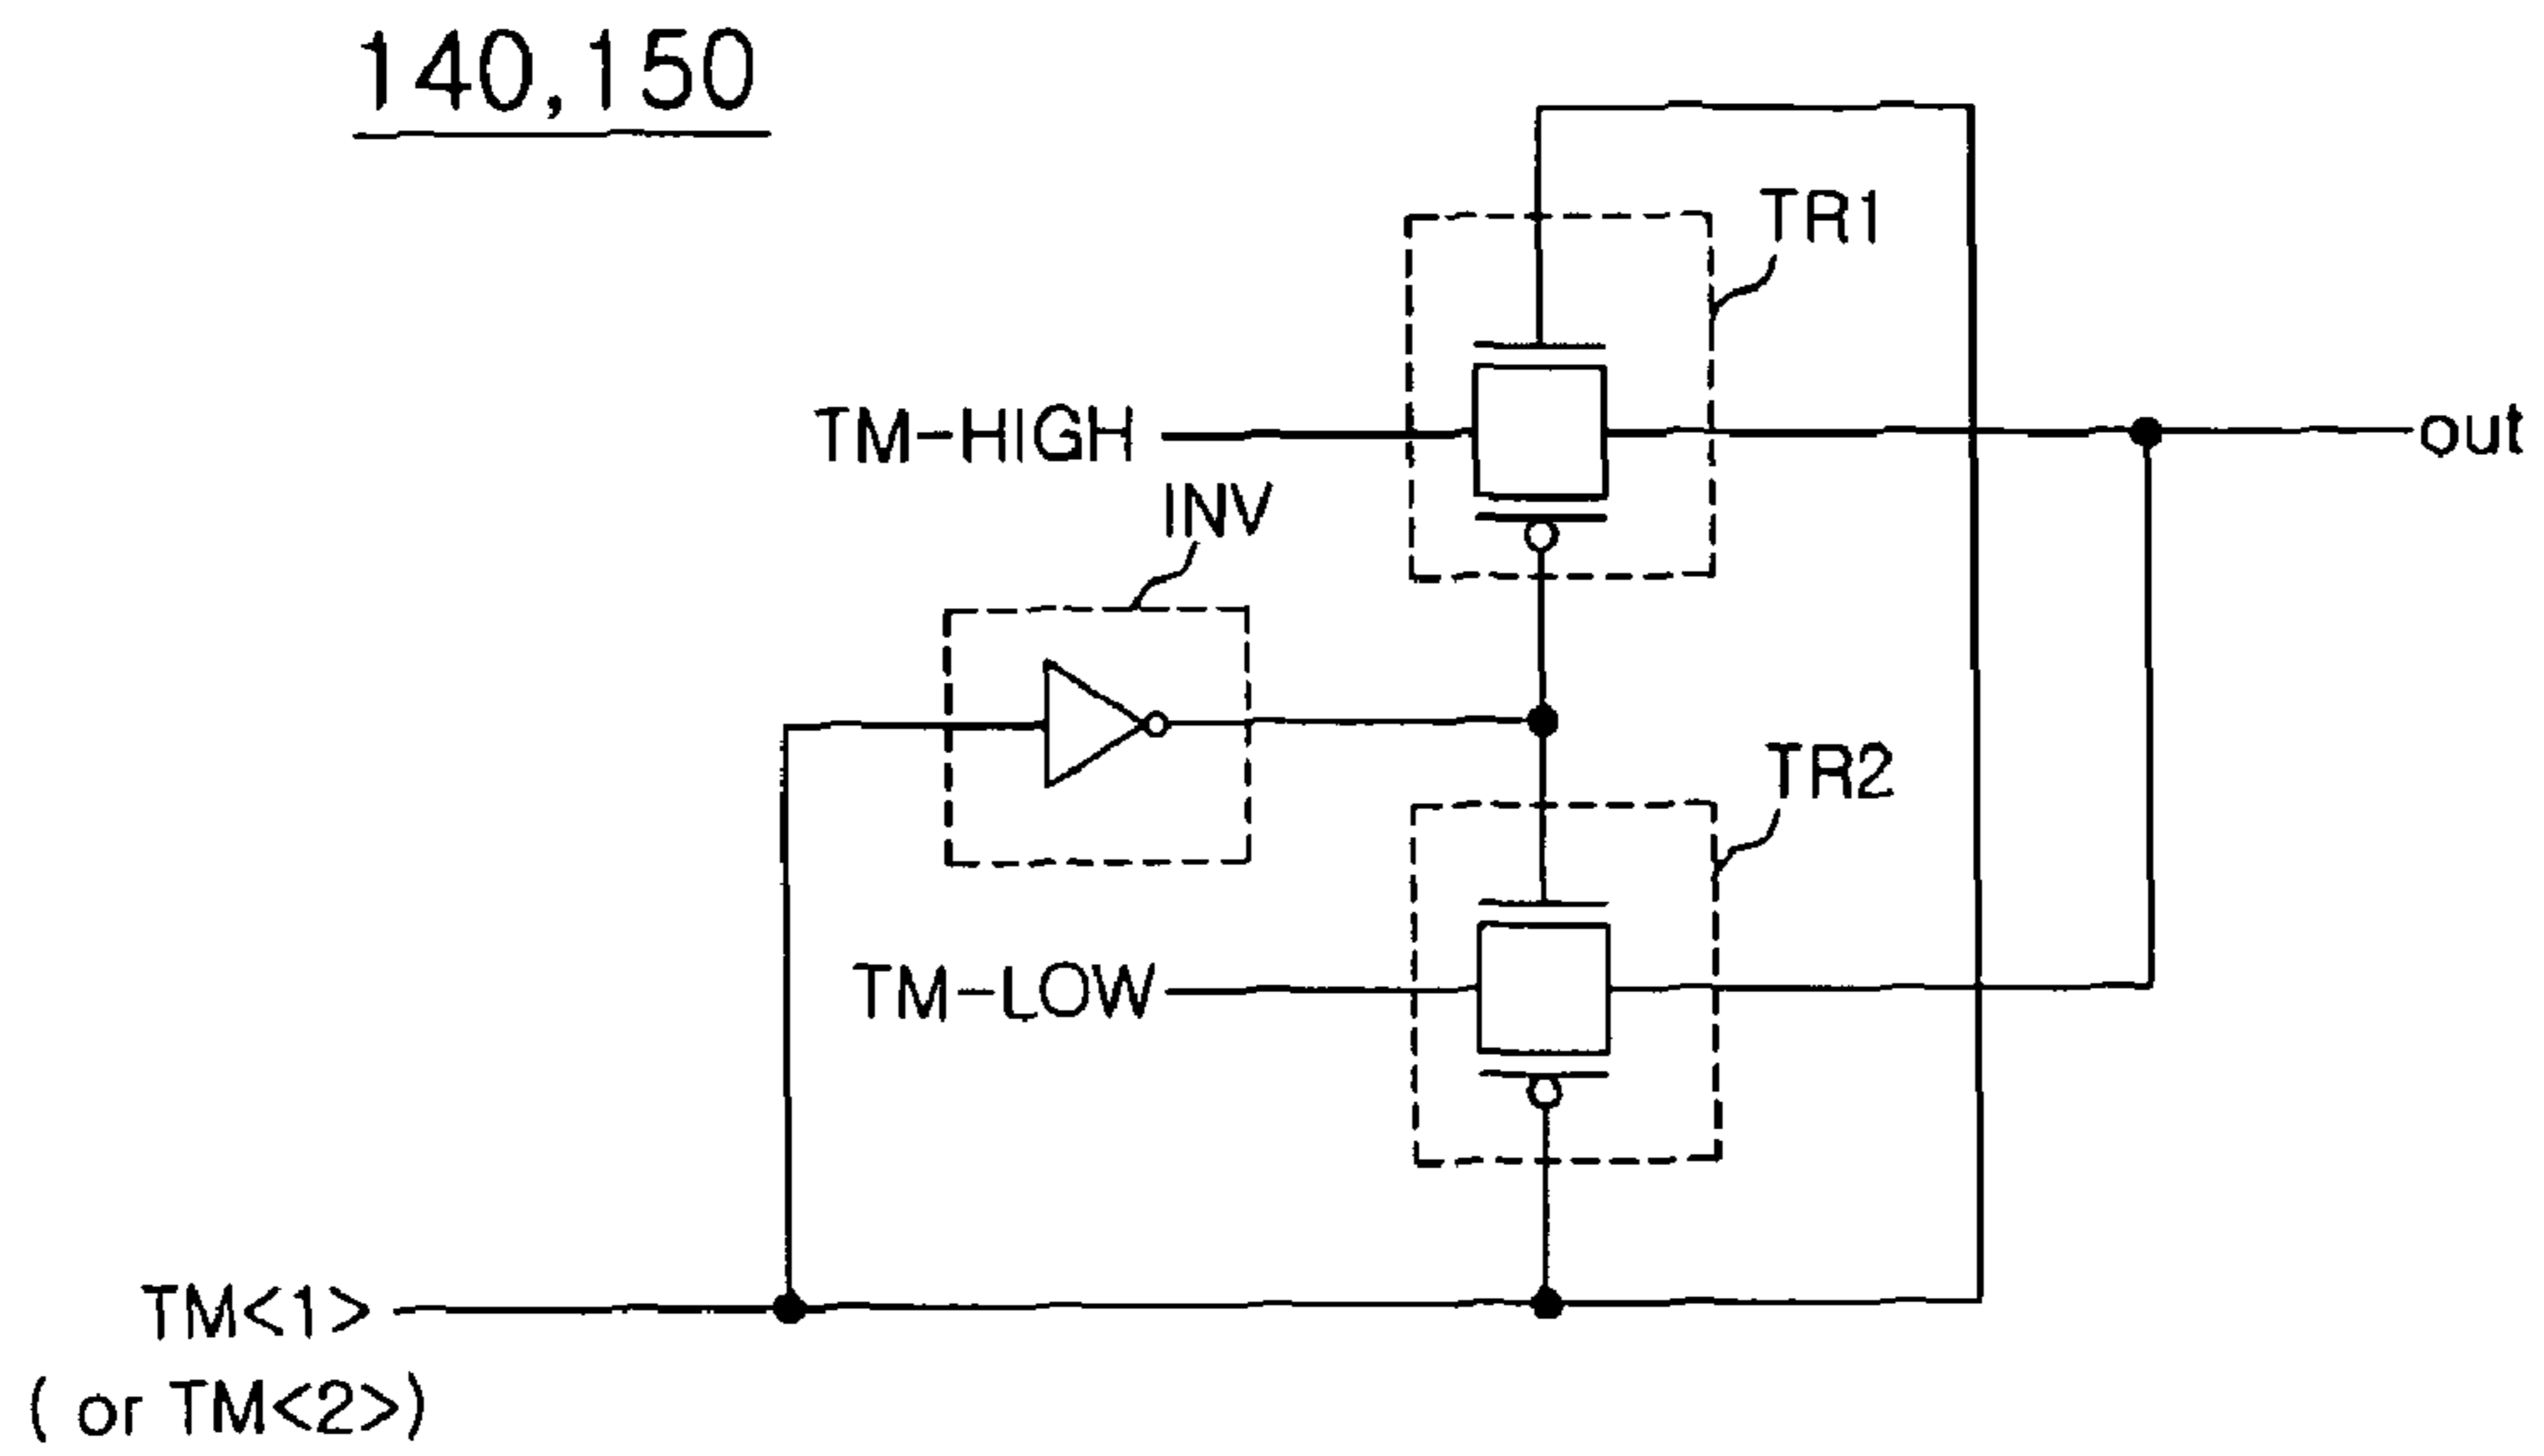 140,150
TR1
TM-HIGH
out
INV
TR2
TM-LOW
TM<1>
( or TM<2>)